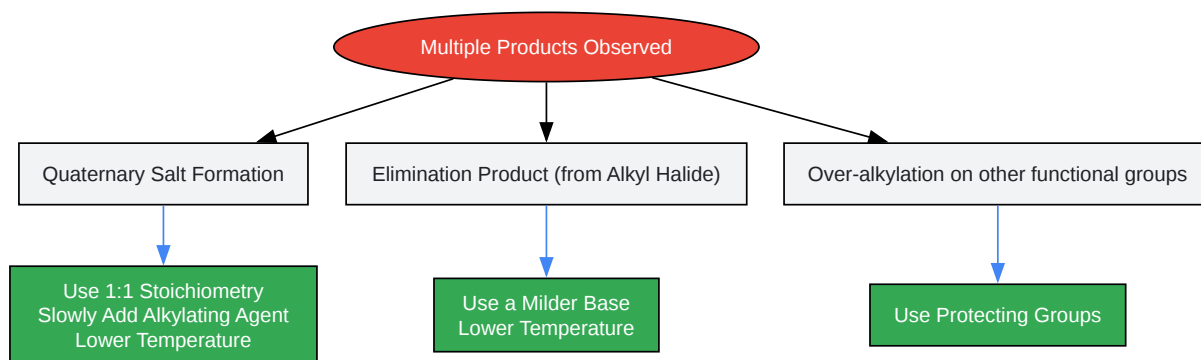 Multiple Products Observed
Quaternary Salt Formation
Elimination Product (from Alkyl Halide)
Over-alkylation on other functional groups
Use 1:1 Stoichiometry
Slowly Add Alkylating Agent
Lower Temperature
Use a Milder Base
Lower Temperature
Use Protecting Groups